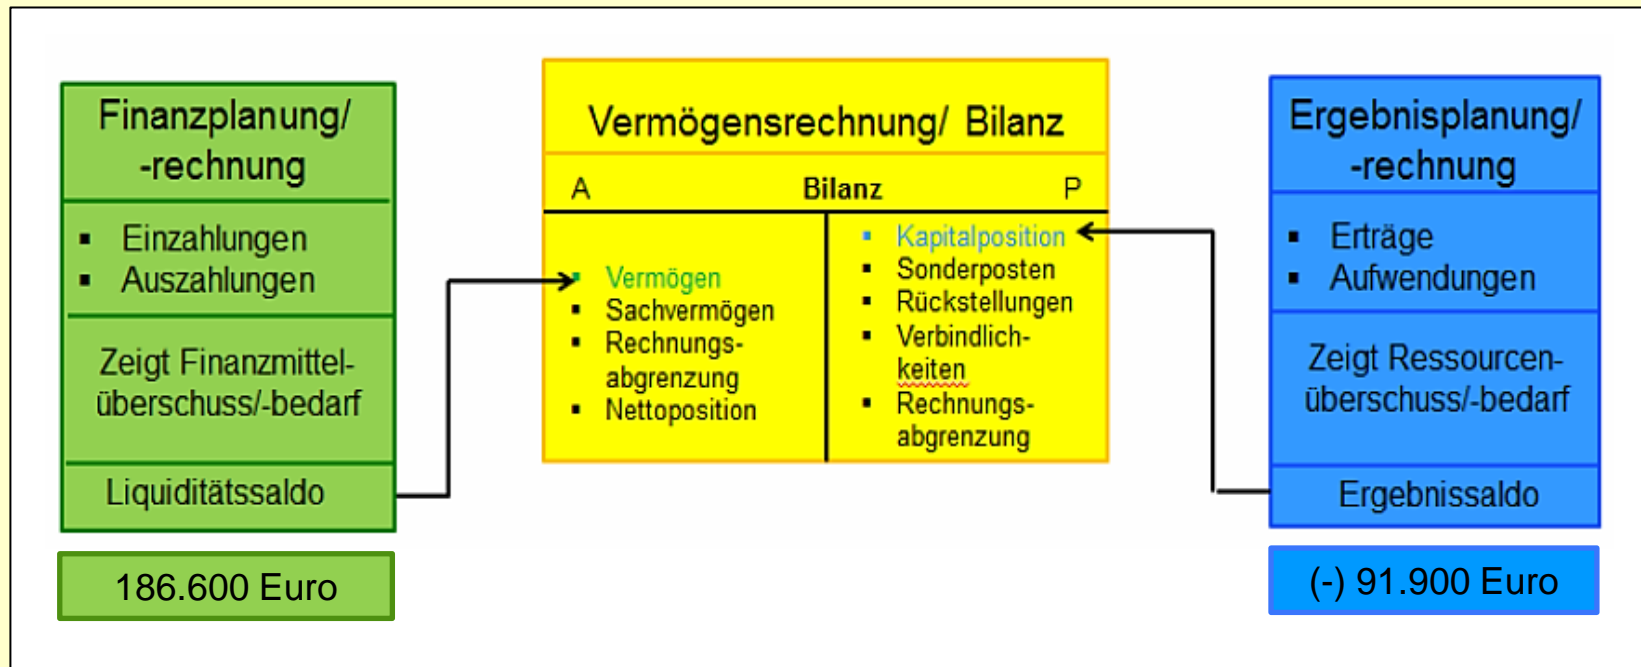 Finanzplanung/
-rechnung
▪ Einzahlungen
▪ Auszahlungen
Zeigt Finanzmittel-
überschuss/-bedarf
Liquiditätssaldo
186.600 Euro
Vermögensrechnung/ Bilanz
A Bilanz P
▪ Vermögen
▪ Sachvermögen
▪ Rechnungs-
abgrenzung
▪ Nettoposition
▪ Kapitalposition
▪ Sonderposten
▪ Rückstellungen
▪ Verbindlich-
keiten
▪ Rechnungs-
abgrenzung
Ergebnisplanung/
-rechnung
▪ Erträge
▪ Aufwendungen
Zeigt Ressourcen-
überschuss/-bedarf
Ergebnissaldo
(-) 91.900 Euro